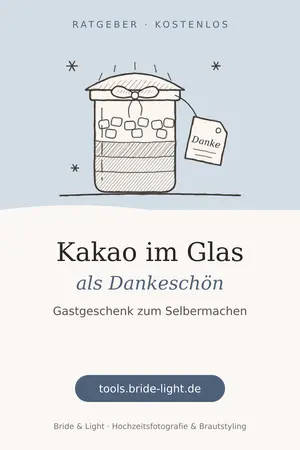 RATGEBER · KOSTENLOS
Danke
Kakao im Glas
als Dankeschön
Gastgeschenk zum Selbermachen
tools.bride-light.de
Bride & Light · Hochzeitsfotografie & Brautstyling